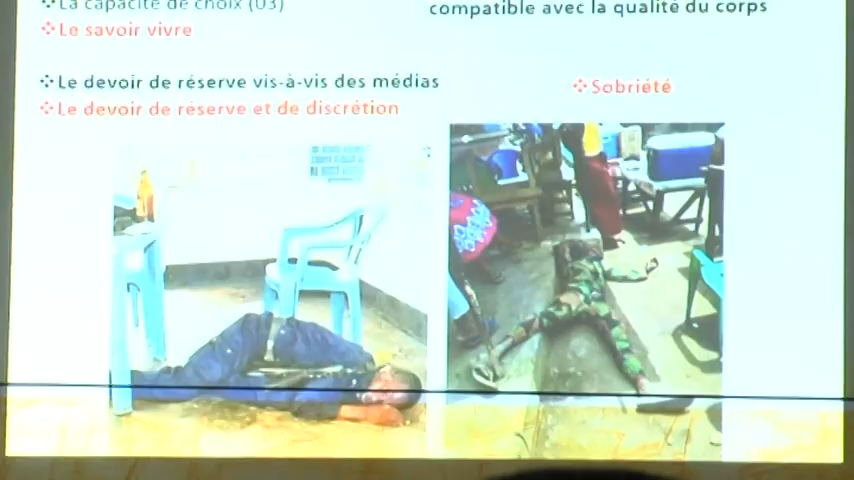 La capacité de choix (03)
Le savoir vivre
Le devoir de réserve vis-à-vis des médias
Le devoir de réserve et de discrétion
compatible avec la qualité du corps
Sobriété